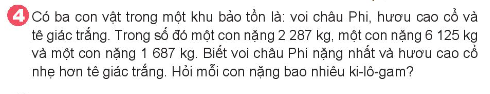 4 Có ba con vật trong một khu bảo tồn là: voi châu Phi, hươu cao cổ và
tê giác trắng. Trong số đó một con nặng 2 287 kg, một con nặng 6 125 kg
và một con nặng 1 687 kg. Biết voi châu Phi nặng nhất và hươu cao cổ
nhẹ hơn tê giác trắng. Hỏi mỗi con nặng bao nhiêu ki-lô-gam?